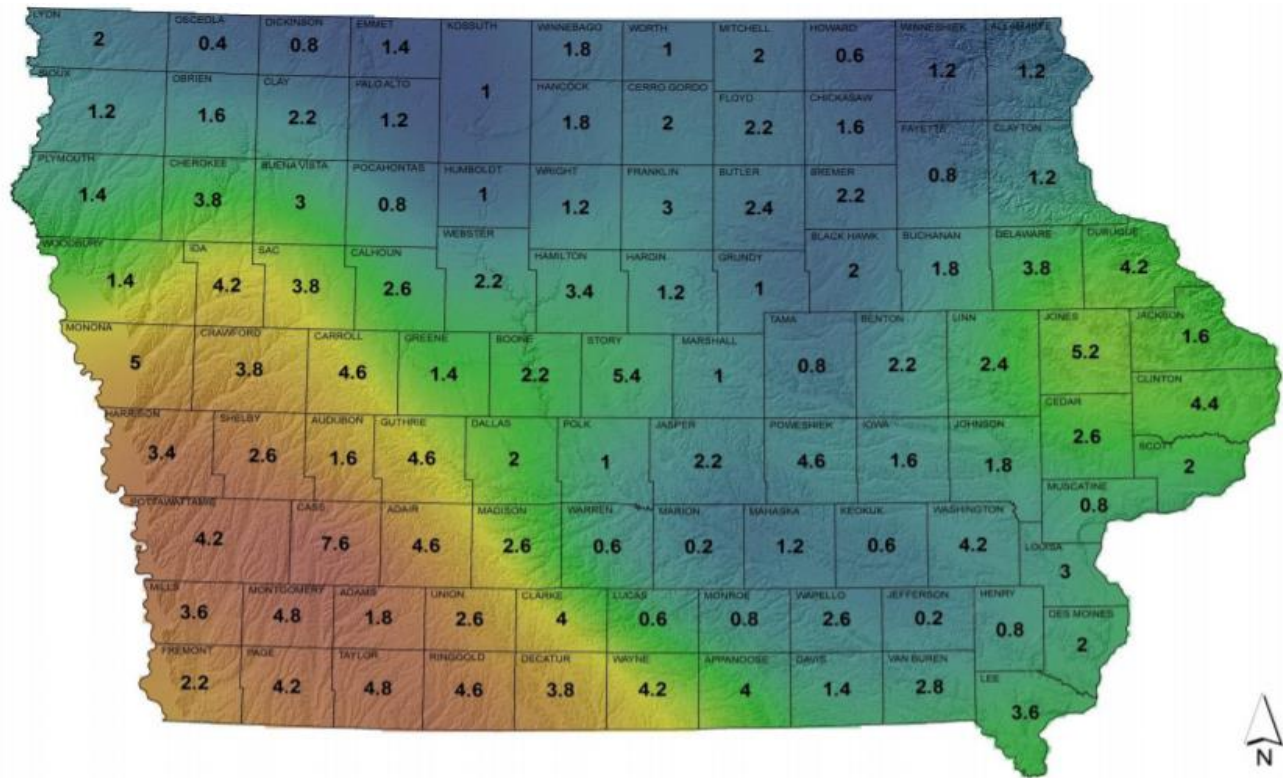 LYON OSCEOLA DICKINSON EMMET KOSSUTH WINNEBAGO WORTH MITCHELL HOWARD WINNESHIEK ALLAMAKEE
2 0.4 0.8 1.4 1 1.8 1 2 0.6 1.2 1.2
SIOUX OBRIEN CLAY PALO ALTO HANCOCK CERRO GORDO FLOYD CHICKASAW FAYETTE CLAYTON
1.2 1.6 2.2 1.2 1.8 2 2.2 1.6 0.8 1.2
PLYMOUTH CHEROKEE BUENA VISTA POCAHONTAS HUMBOLDT WRIGHT FRANKLIN BUTLER BREMER
1.4 3.8 3 0.8 1 1.2 3 2.4 2.2
WOODBURY IDA SAC CALHOUN WEBSTER HAMILTON HARDIN GRUNDY BLACK HAWK BUCHANAN DELAWARE DUBUQUE
1.4 4.2 3.8 2.6 2.2 3.4 1.2 1 2 1.8 3.8 4.2
MONONA CRAWFORD CARROLL GREENE BOONE STORY MARSHALL TAMA BENTON LINN JONES JACKSON
5 3.8 4.6 1.4 2.2 5.4 1 0.8 2.2 2.4 5.2 1.6
CLINTON
4.4
HARRISON SHELBY AUDUBON GUTHRIE DALLAS POLK JASPER POWESHIEK IOWA JOHNSON CEDAR SCOTT
3.4 2.6 1.6 4.6 2 1 2.2 4.6 1.6 1.8 2.6 2
POTTAWATTAMIE CASS ADAIR MADISON WARREN MARION MAHASKA KEOKUK WASHINGTON MUSCATINE
4.2 7.6 4.6 2.6 0.6 0.2 1.2 0.6 4.2 0.8
LOUISA
3
MILLS MONTGOMERY ADAMS UNION CLARKE LUCAS MONROE WAPELLO JEFFERSON HENRY DES MOINES
3.6 4.8 1.8 2.6 4 0.6 0.8 2.6 0.2 0.8 2
FREMONT PAGE TAYLOR RINGGOLD DECATUR WAYNE APPANOOSE DAVIS VAN BUREN LEE
2.2 4.2 4.8 4.6 3.8 4.2 4 1.4 2.8 3.6
N